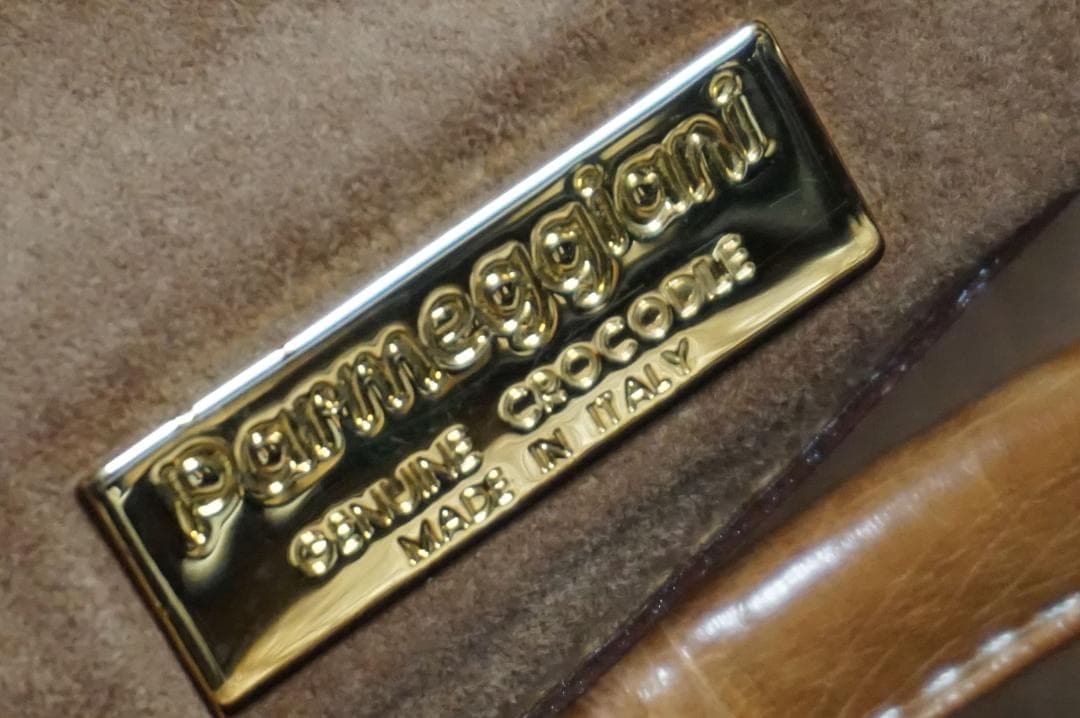 parmeggiani
GENUINE CROCODILE
MADE IN ITALY